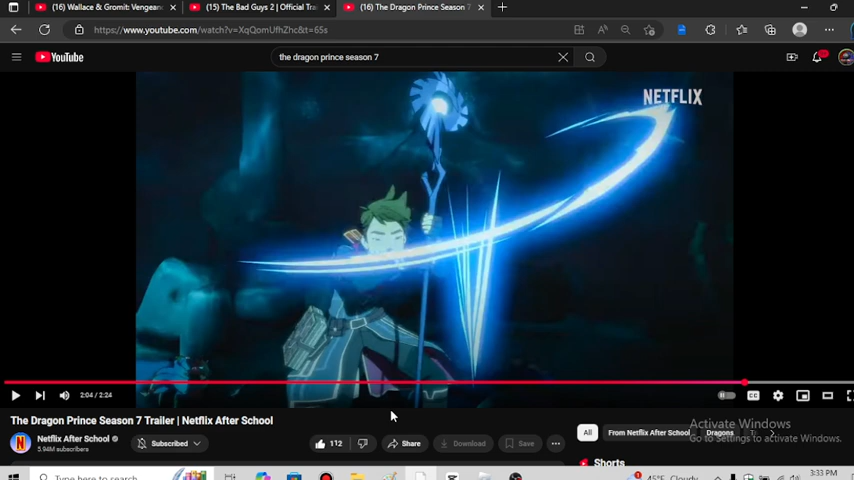 (16) Wallace & Gromit: Vengean
(15) The Bad Guys 2 | Official Trai
(16) The Dragon Prince Season 7
https://www.youtube.com/watch?v=XqQomUfhZhc&t=65s
YouTube
the dragon prince season 7
NETFLIX
2:04 / 2:24
The Dragon Prince Season 7 Trailer | Netflix After School
Netflix After School
5.94M subscribers
Subscribed
112
Share
Download
Save
All
From Netflix After School
Dragons
Activate Windows
Go to Settings to activate Windows.
Shorts
Type here to search
45°F Cloudy
3:33 PM